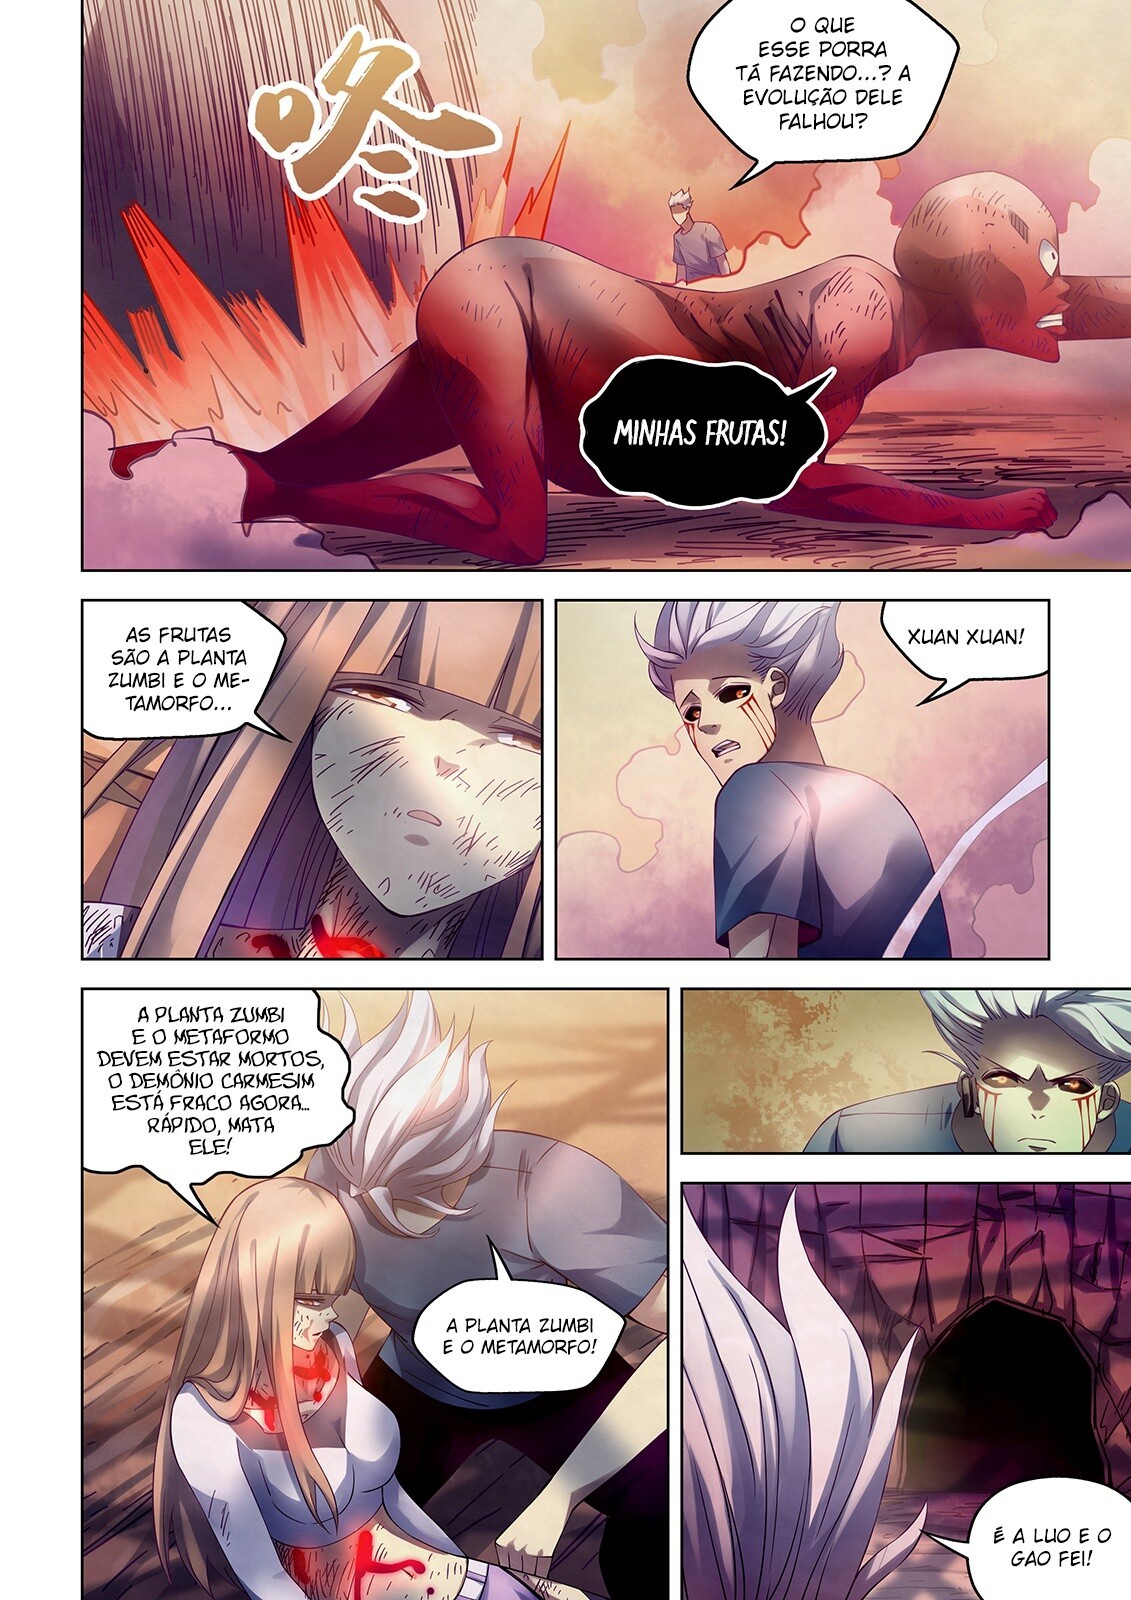 咚
O QUE
ESSE PORRA
TÁ FAZENDO...? A
EVOLUÇÃO DELE
FALHOU?
MINHAS FRUTAS!
AS FRUTAS
SÃO A PLANTA
ZUMBI E O ME-
TAMORFO...
XUAN XUAN!
A PLANTA ZUMBI
E O METAFORMO
DEVEM ESTAR MORTOS,
O DEMÔNIO CARMESIM
ESTÁ FRACO AGORA...
RÁPIDO, MATA
ELE!
A PLANTA ZUMBI
E O METAMORFO!
É A LUO E O
GAO FEI!